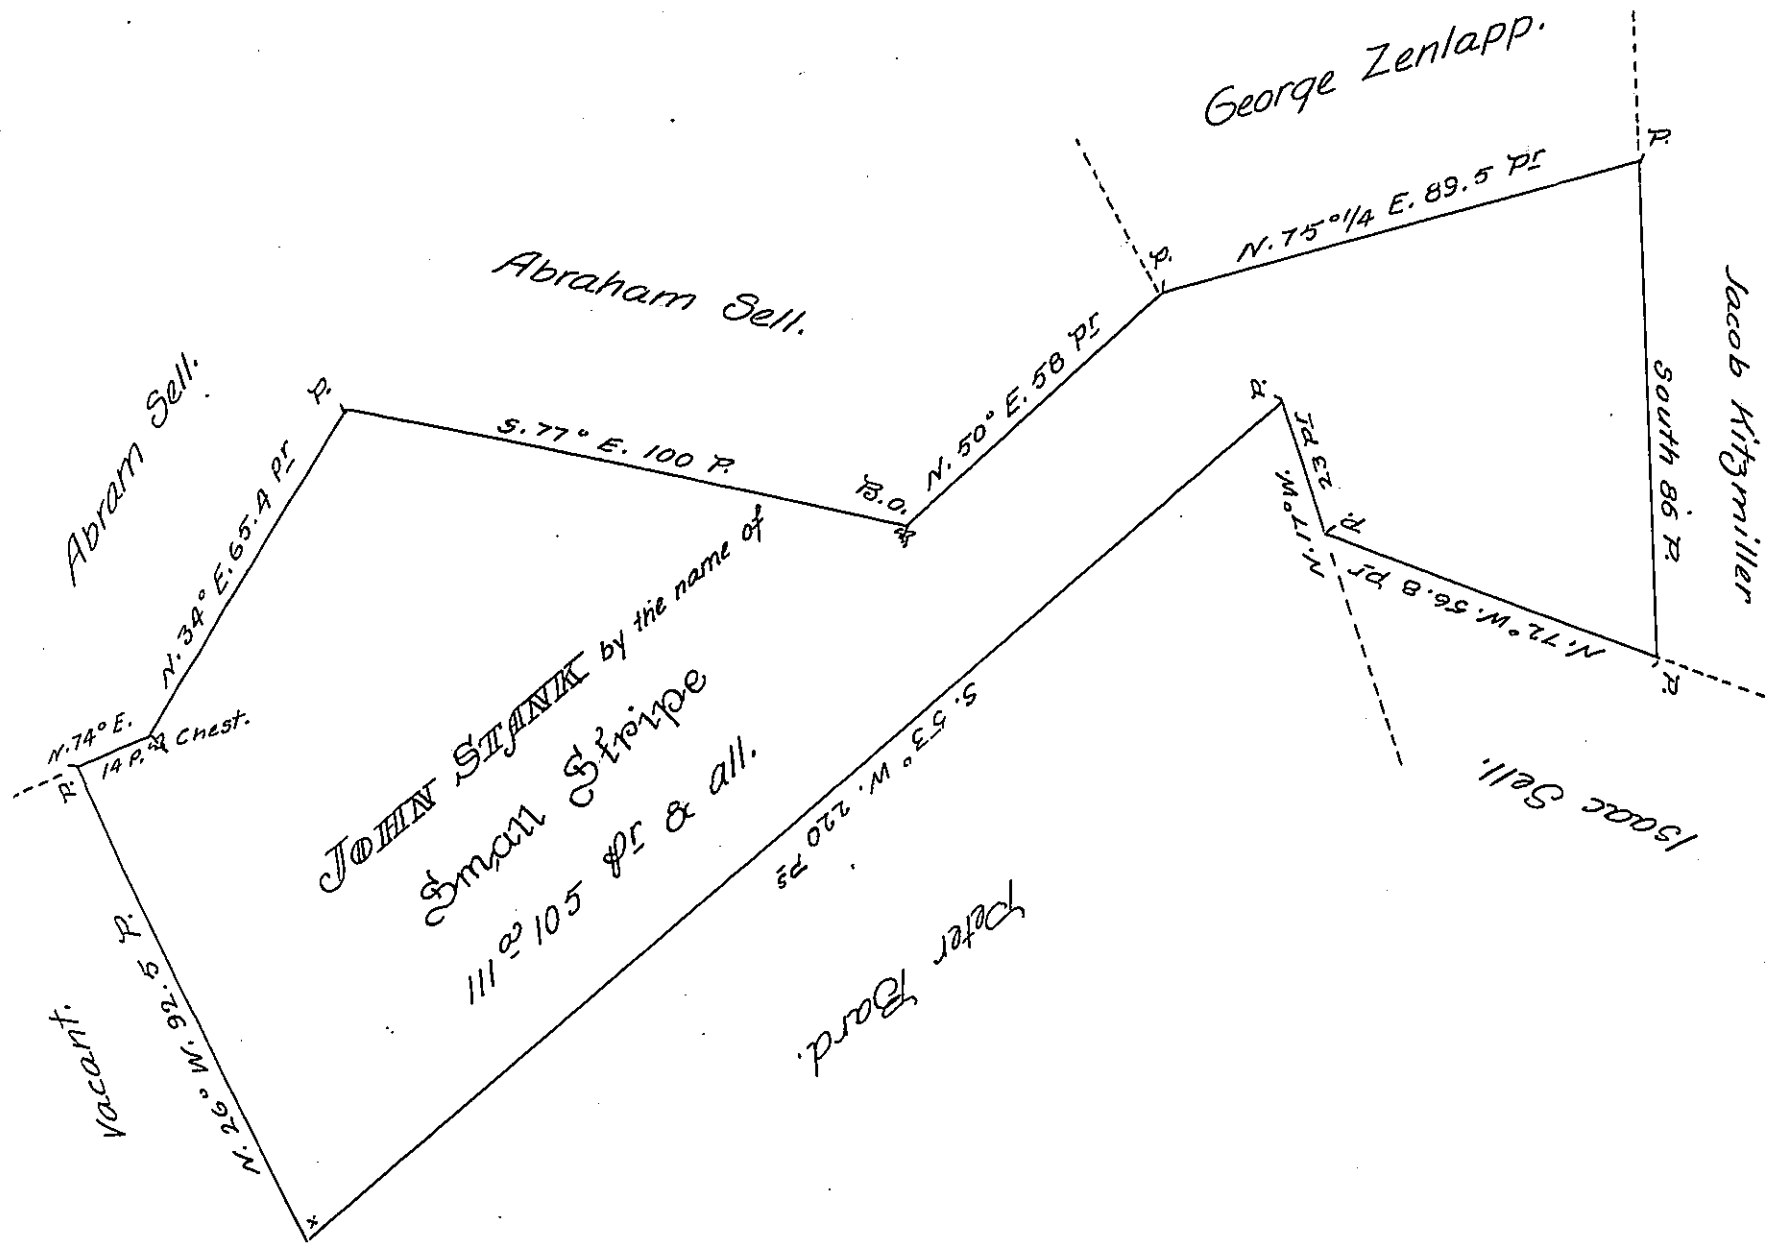 George Zenlapp.
P.
N. 75°1/4 E. 89.5 Pr
P.
Abraham Sell.
N. 50° E. 58 Pr
Jacob Kitzmiller
South 86 P.
Abram Sell.
P.
S. 77° E. 100 P.
B.O.
P.
23 Pr
N. 17° W.
P.
N. 72° W. 56.8 Pr
P.
N. 34° E. 65.4 Pr
N. 74° E.
14 P.
Chest.
P.
JOHN STANK by the name of
Small Stripe
111 a 105 Pr & all.
S. 53° W. 220 Ps
Isaac Sell.
Peter Bard.
Vacant.
N. 26° W. 92.5 P.
x